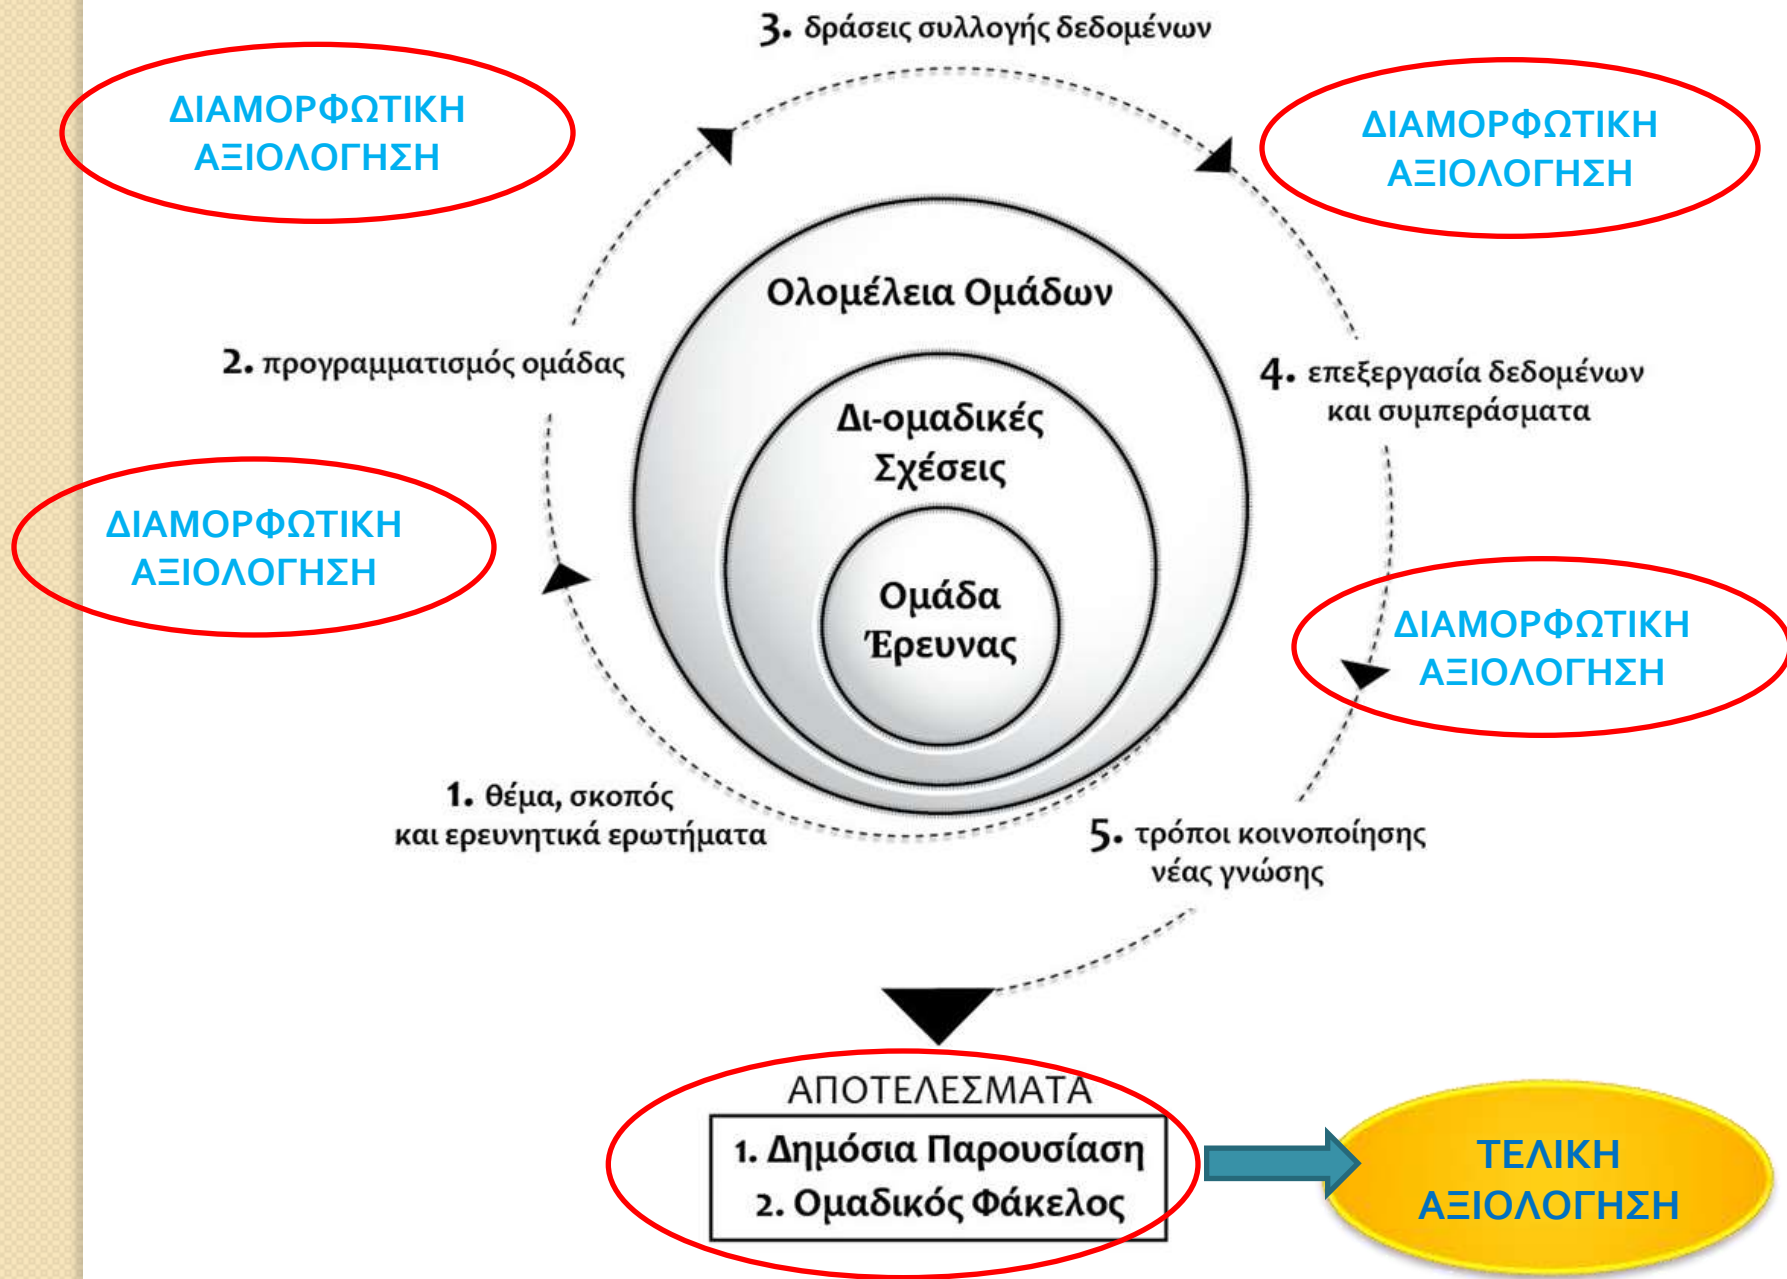 3. δράσεις συλλογής δεδομένων
ΔΙΑΜΟΡΦΩΤΙΚΗ
ΑΞΙΟΛΟΓΗΣΗ
ΔΙΑΜΟΡΦΩΤΙΚΗ
ΑΞΙΟΛΟΓΗΣΗ
Ολομέλεια Ομάδων
2. προγραμματισμός ομάδας
4. επεξεργασία δεδομένων
και συμπεράσματα
Δι-ομαδικές
Σχέσεις
ΔΙΑΜΟΡΦΩΤΙΚΗ
ΑΞΙΟΛΟΓΗΣΗ
Ομάδα
Έρευνας
ΔΙΑΜΟΡΦΩΤΙΚΗ
ΑΞΙΟΛΟΓΗΣΗ
1. θέμα, σκοπός
και ερευνητικά ερωτήματα
5. τρόποι κοινοποίησης
νέας γνώσης
ΑΠΟΤΕΛΕΣΜΑΤΑ
1. Δημόσια Παρουσίαση
2. Ομαδικός Φάκελος
ΤΕΛΙΚΗ
ΑΞΙΟΛΟΓΗΣΗ